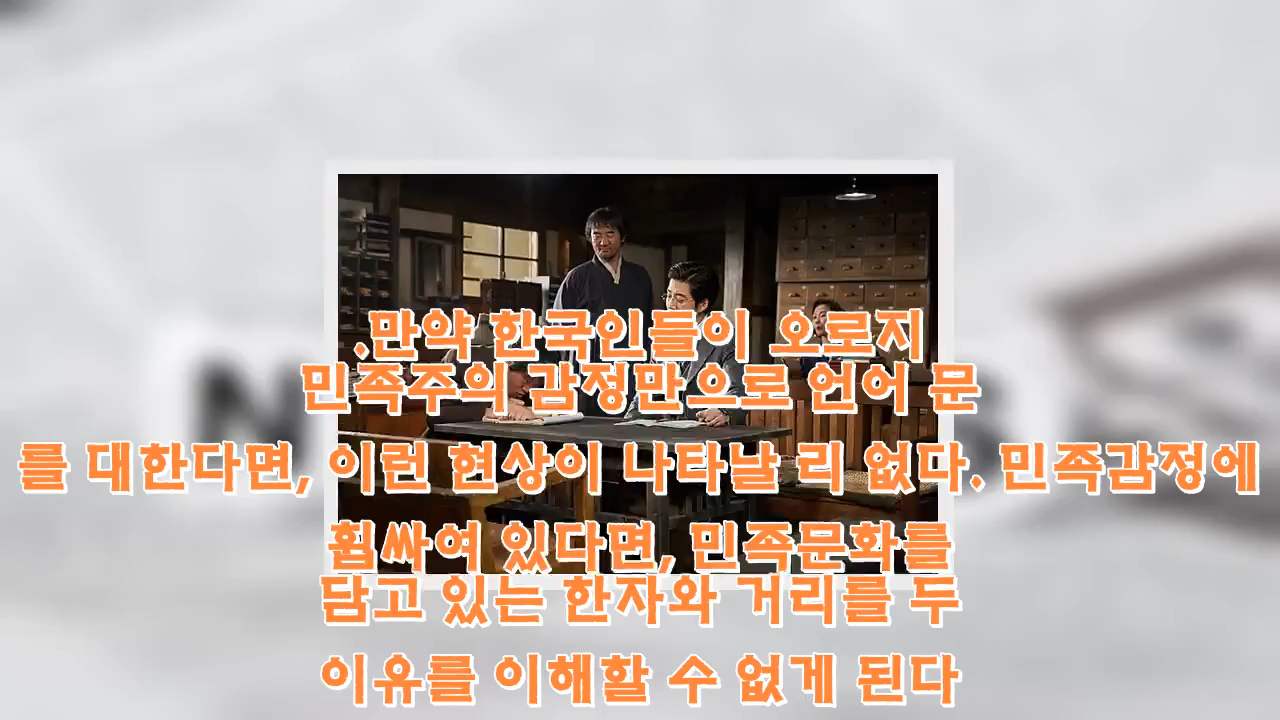 .만약 한국인들이 오로지
민족주의 감정만으로 언어 문
를 대한다면, 이런 현상이 나타날 리 없다. 민족감정에
휩싸여 있다면, 민족문화를
담고 있는 한자와 거리를 두
이유를 이해할 수 없게 된다